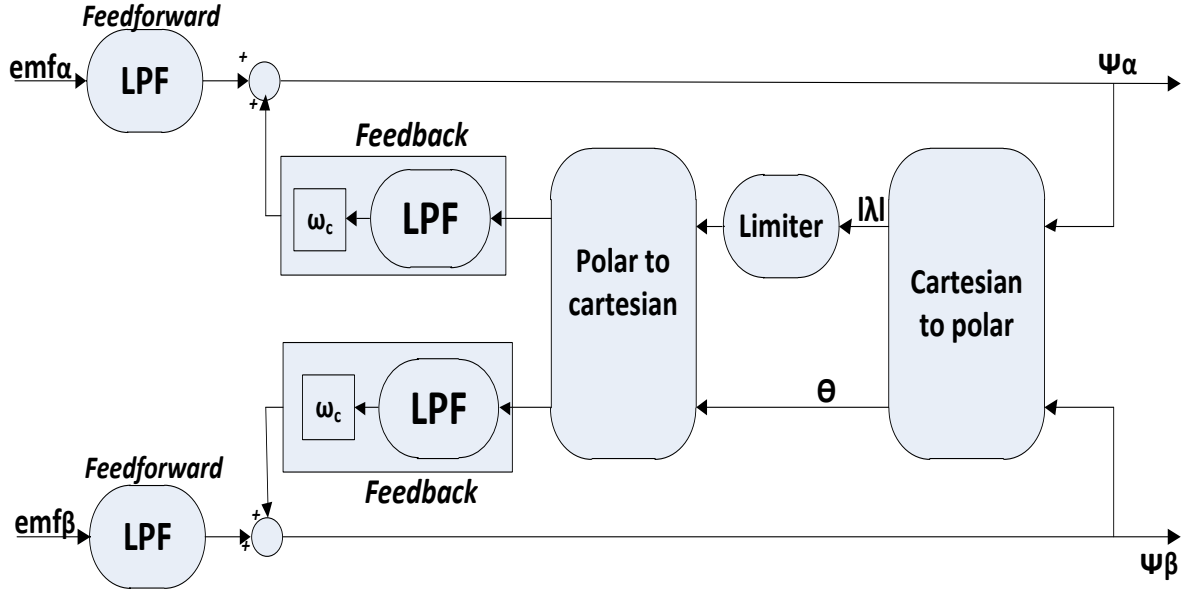 Feedforward
emfα
LPF
+
+
Ψα
Feedback
ωc
LPF
Polar to
cartesian
Limiter
|λ|
Cartesian
to polar
ωc
LPF
Feedback
θ
Feedforward
emfβ
LPF
+
+
Ψβ